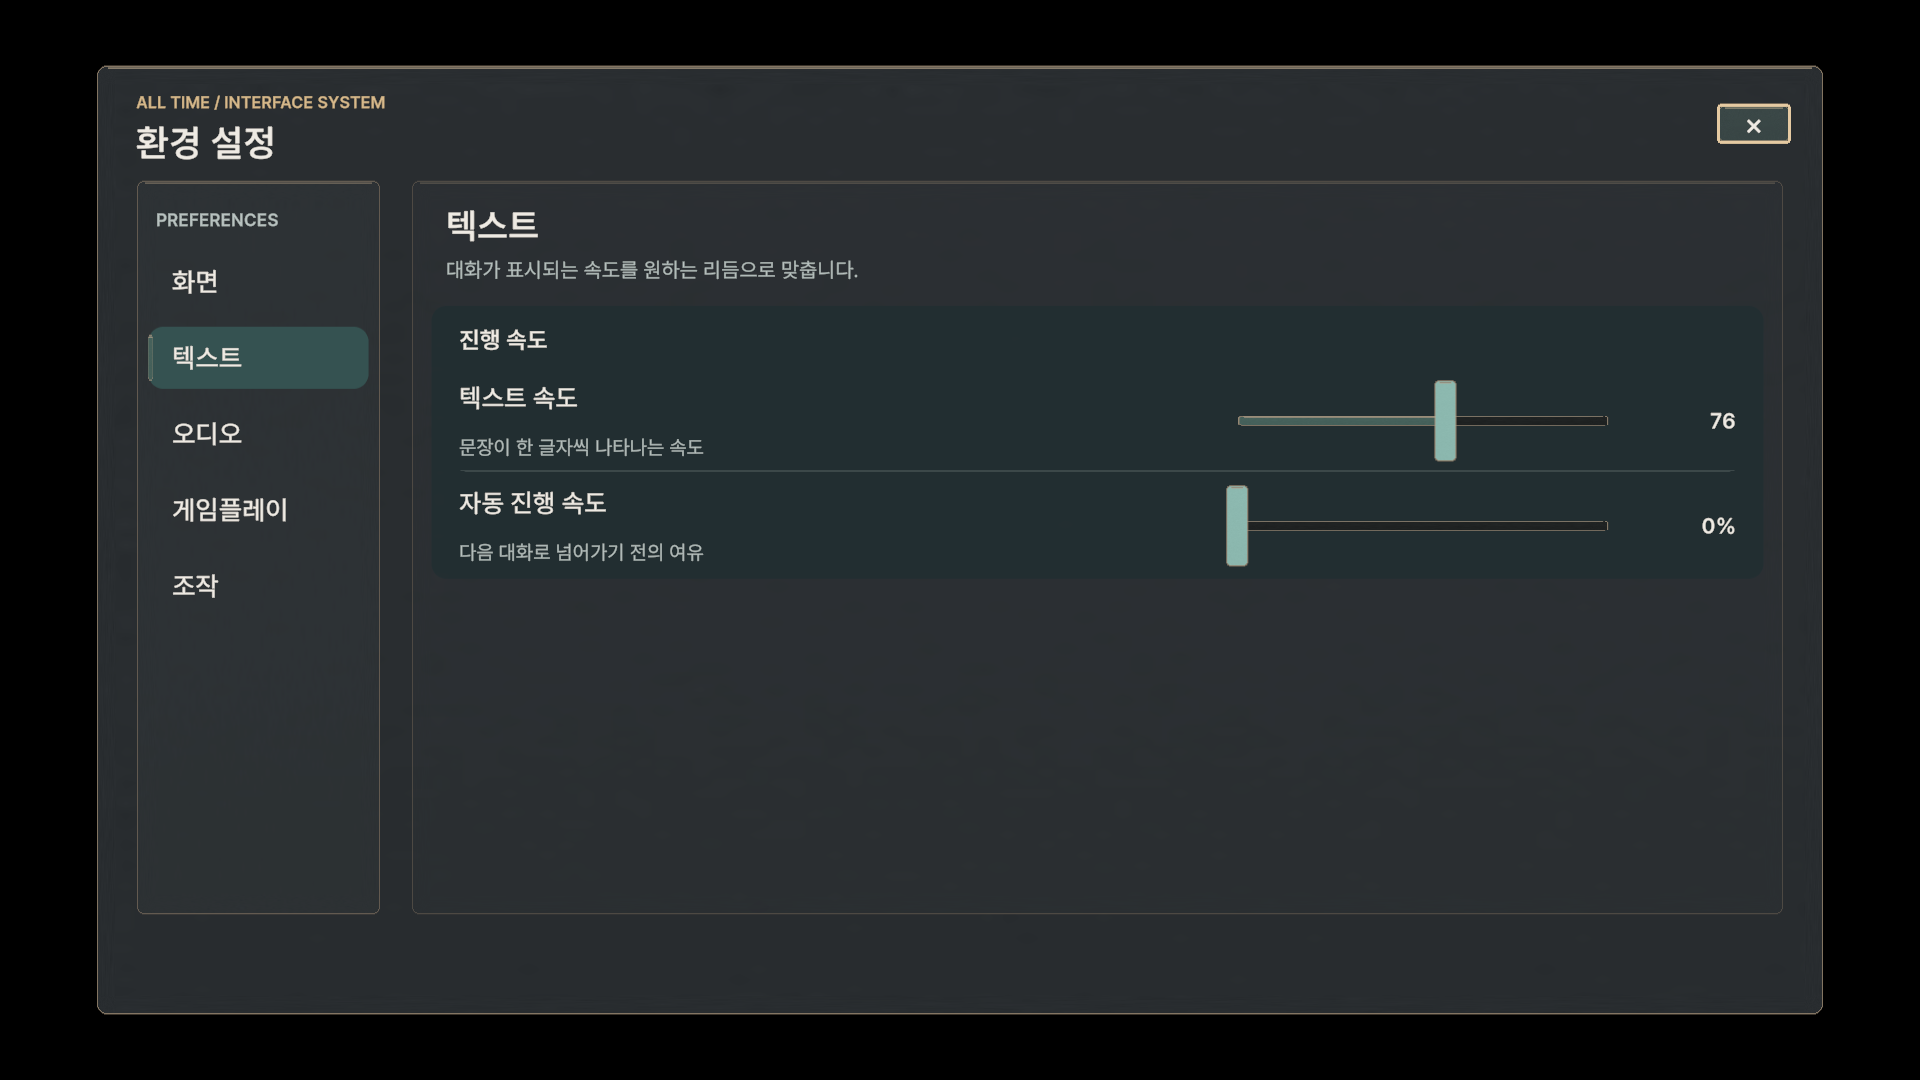 ALL TIME / INTERFACE SYSTEM
환경 설정
×
PREFERENCES
화면
텍스트
오디오
게임플레이
조작
텍스트
대화가 표시되는 속도를 원하는 리듬으로 맞춥니다.
진행 속도
텍스트 속도
문장이 한 글자씩 나타나는 속도
76
자동 진행 속도
다음 대화로 넘어가기 전의 여유
0%